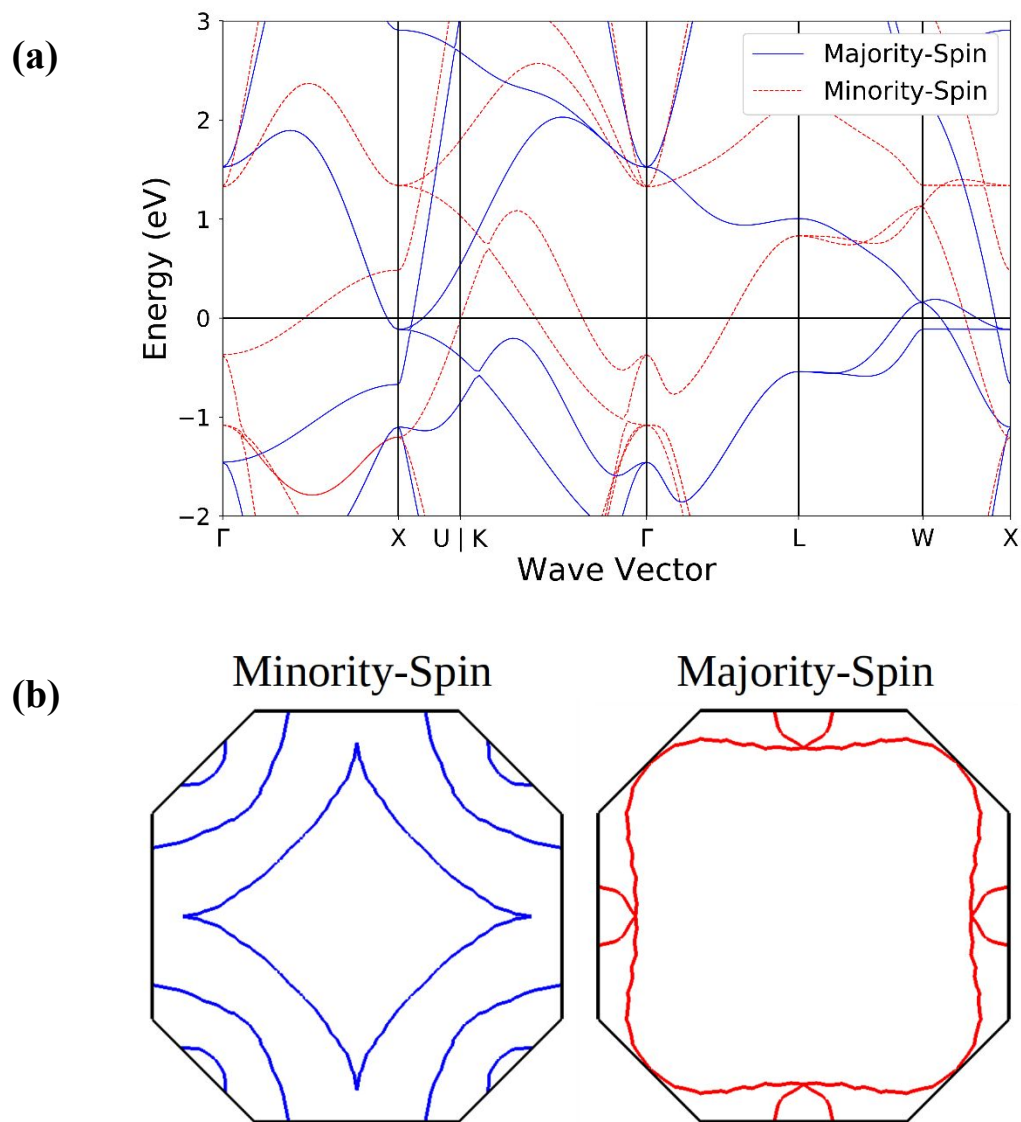 (a)
3
2
1
0
−1
−2
Energy (eV)
Majority-Spin
Minority-Spin
Γ X U | K Γ L W X
Wave Vector
(b)
Minority-Spin Majority-Spin